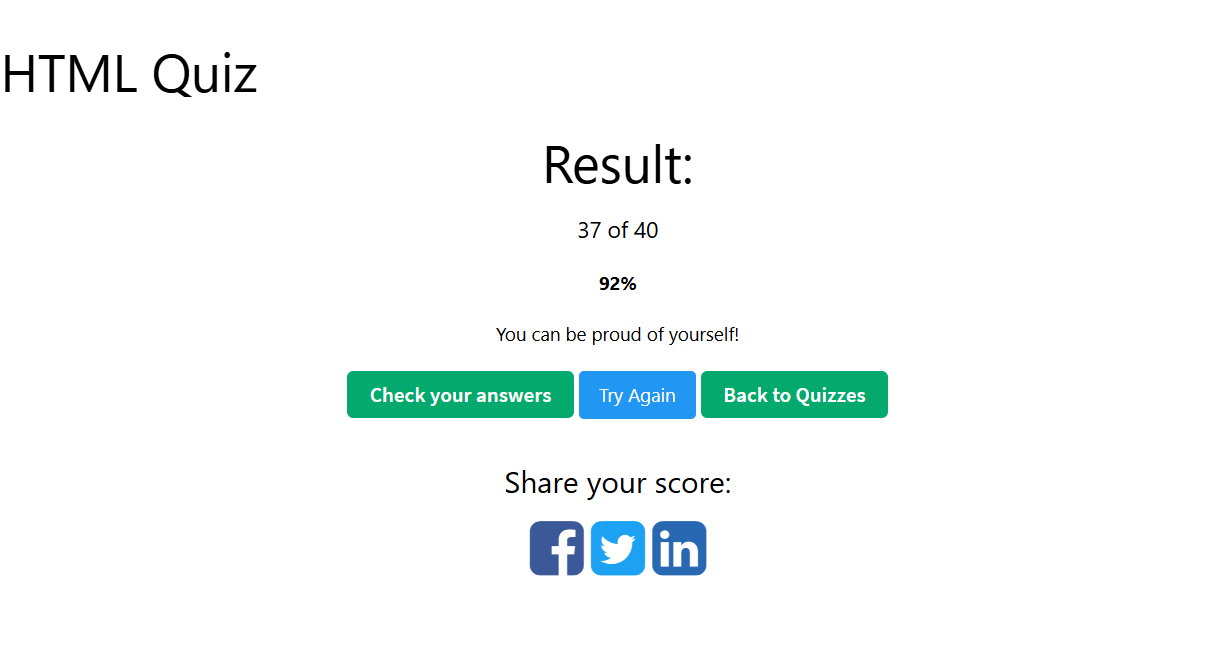 HTML Quiz
Result:
37 of 40
92%
You can be proud of yourself!
Check your answers Try Again Back to Quizzes
Share your score:
f in